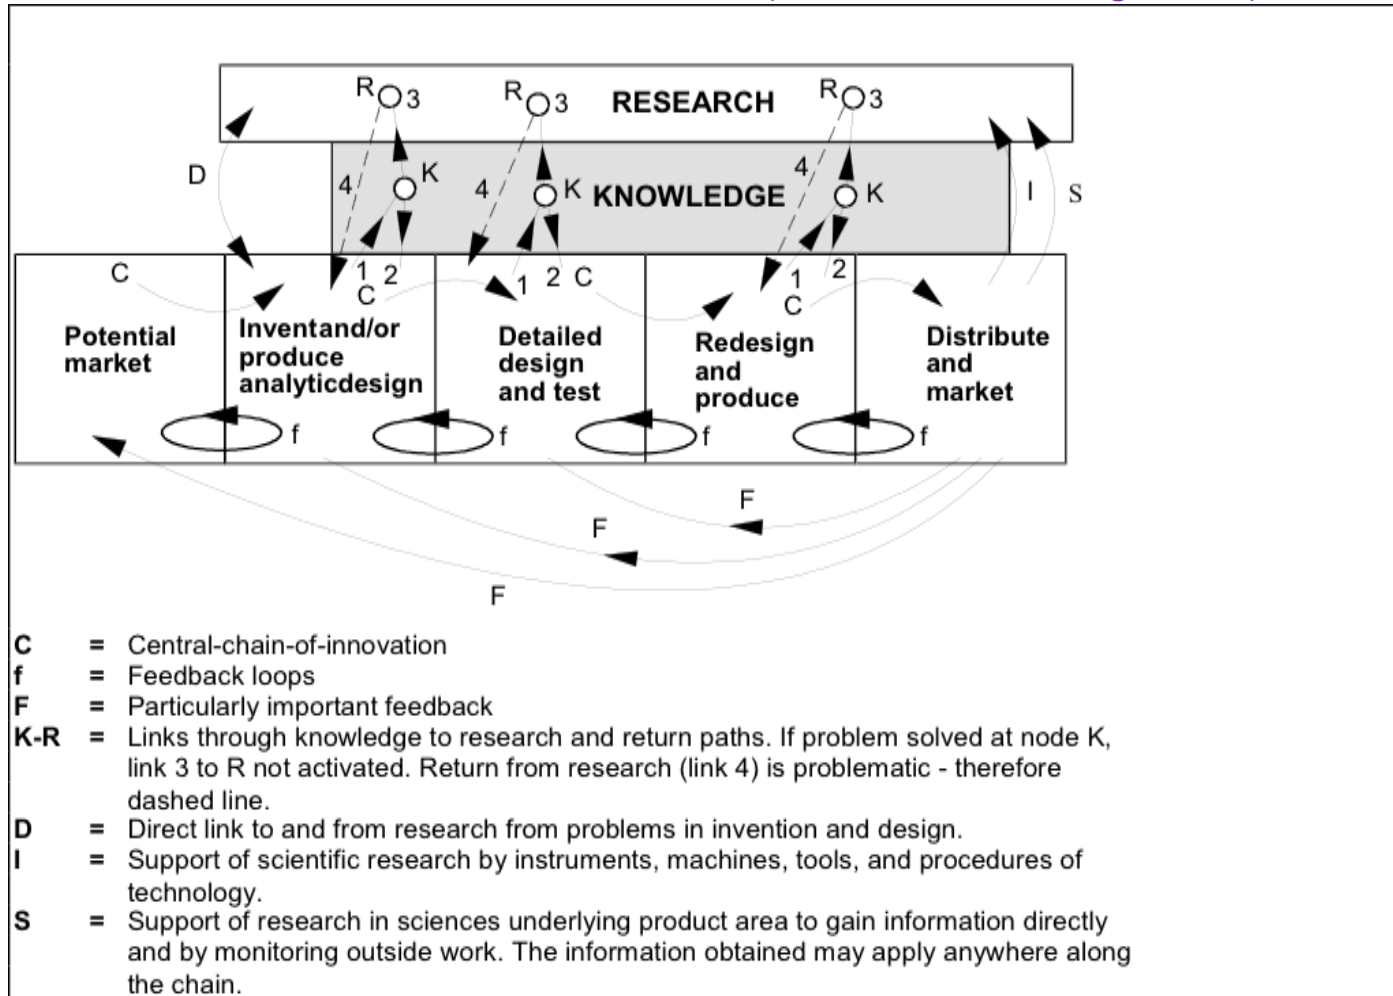 R 3 R 3 RESEARCH R 3
D 4 K 4 K KNOWLEDGE 4 K I S
C 1 2 C 1 2 C 1 2 C
Potential
market
Inventand/or
produce
analyticdesign
Detailed
design
and test
Redesign
and
produce
Distribute
and
market
f f f f
F
F
F
C = Central-chain-of-innovation
f = Feedback loops
F = Particularly important feedback
K-R = Links through knowledge to research and return paths. If problem solved at node K,
link 3 to R not activated. Return from research (link 4) is problematic - therefore
dashed line.
D = Direct link to and from research from problems in invention and design.
I = Support of scientific research by instruments, machines, tools, and procedures of
technology.
S = Support of research in sciences underlying product area to gain information directly
and by monitoring outside work. The information obtained may apply anywhere along
the chain.